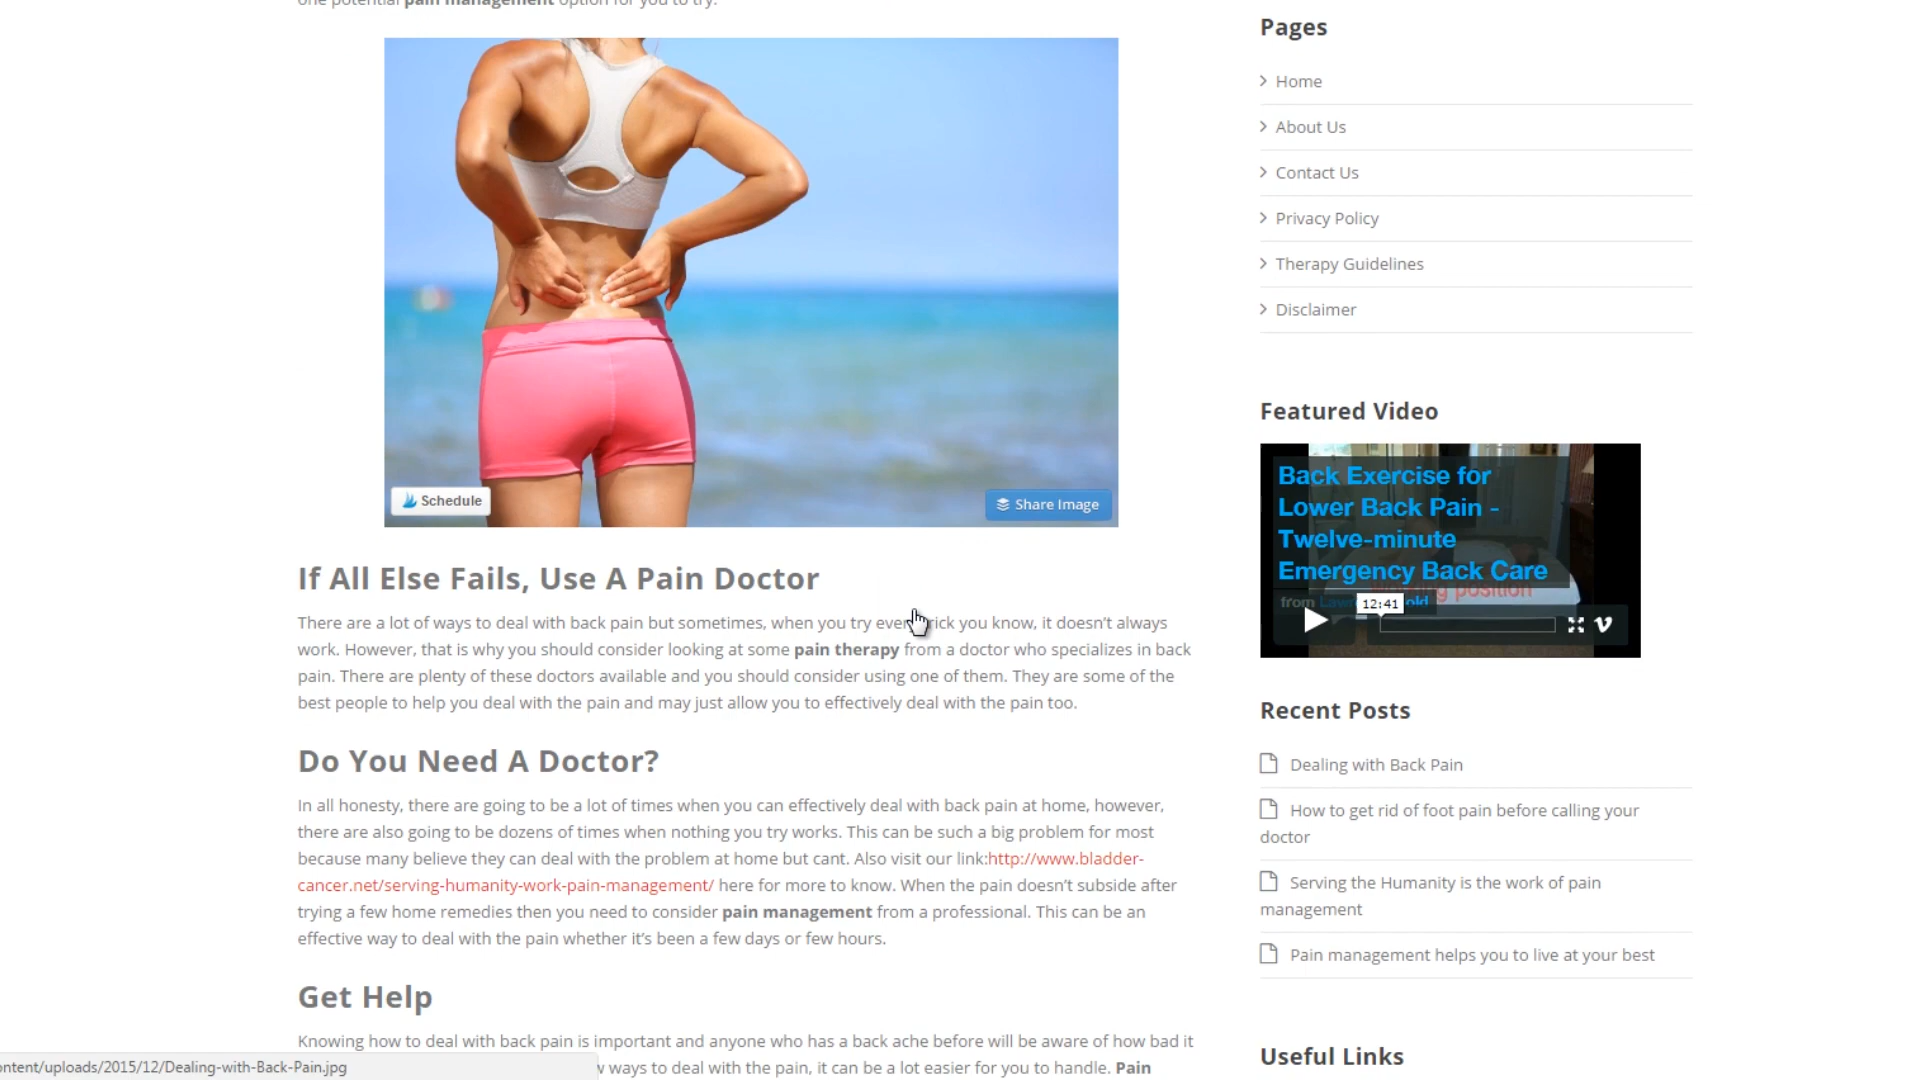 one potential pain management option for you to try.
Schedule
Share Image
If All Else Fails, Use A Pain Doctor
There are a lot of ways to deal with back pain but sometimes, when you try every trick you know, it doesn't always
work. However, that is why you should consider looking at some pain therapy from a doctor who specializes in back
pain. There are plenty of these doctors available and you should consider using one of them. They are some of the
best people to help you deal with the pain and may just allow you to effectively deal with the pain too.
Do You Need A Doctor?
In all honesty, there are going to be a lot of times when you can effectively deal with back pain at home, however,
there are also going to be dozens of times when nothing you try works. This can be such a big problem for most
because many believe they can deal with the problem at home but cant. Also visit our link:http://www.bladder-
cancer.net/serving-humanity-work-pain-management/ here for more to know. When the pain doesn't subside after
trying a few home remedies then you need to consider pain management from a professional. This can be an
effective way to deal with the pain whether it's been a few days or few hours.
Get Help
Knowing how to deal with back pain is important and anyone who has a back ache before will be aware of how bad it
ways to deal with the pain, it can be a lot easier for you to handle. Pain
ontent/uploads/2015/12/Dealing-with-Back-Pain.jpg
Pages
Home
About Us
Contact Us
Privacy Policy
Therapy Guidelines
Disclaimer
Featured Video
Back Exercise for
Lower Back Pain -
Twelve-minute
Emergency Back Care
position
from
12:41
Recent Posts
Dealing with Back Pain
How to get rid of foot pain before calling your
doctor
Serving the Humanity is the work of pain
management
Pain management helps you to live at your best
Useful Links